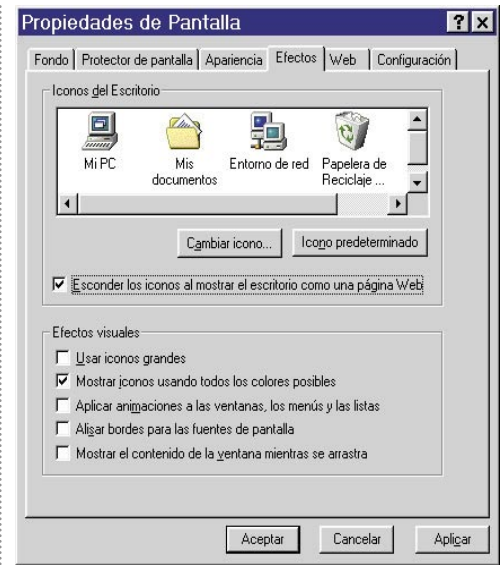 Propiedades de Pantalla
Fondo Protector de pantalla Apariencia Efectos Web Configuración
Iconos del Escritorio
Mi PC Mis documentos Entorno de red Papelera de Reciclaje ...
Cambiar icono... Icono predeterminado
Esconder los iconos al mostrar el escritorio como una página Web
Efectos visuales
Usar iconos grandes
Mostrar iconos usando todos los colores posibles
Aplicar animaciones a las ventanas, los menús y las listas
Alisar bordes para las fuentes de pantalla
Mostrar el contenido de la ventana mientras se arrastra
Aceptar Cancelar Aplicar